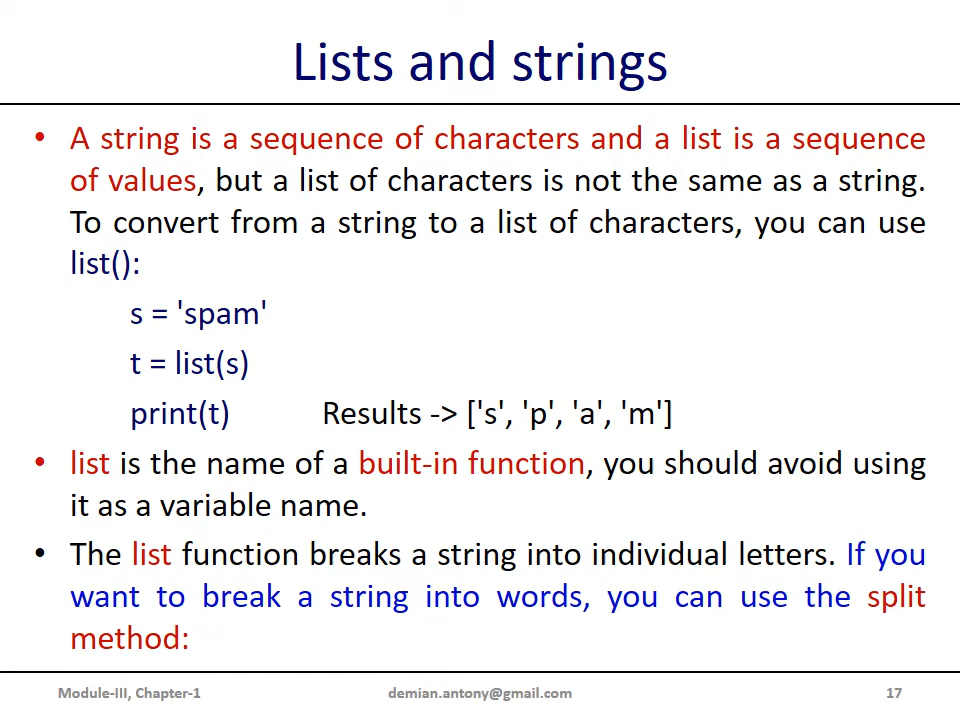 Lists and strings
• A string is a sequence of characters and a list is a sequence
of values, but a list of characters is not the same as a string.
To convert from a string to a list of characters, you can use
list():
s = 'spam'
t = list(s)
print(t) Results -> ['s', 'p', 'a', 'm']
• list is the name of a built-in function, you should avoid using
it as a variable name.
• The list function breaks a string into individual letters. If you
want to break a string into words, you can use the split
method:
Module-III, Chapter-1 demian.antony@gmail.com 17